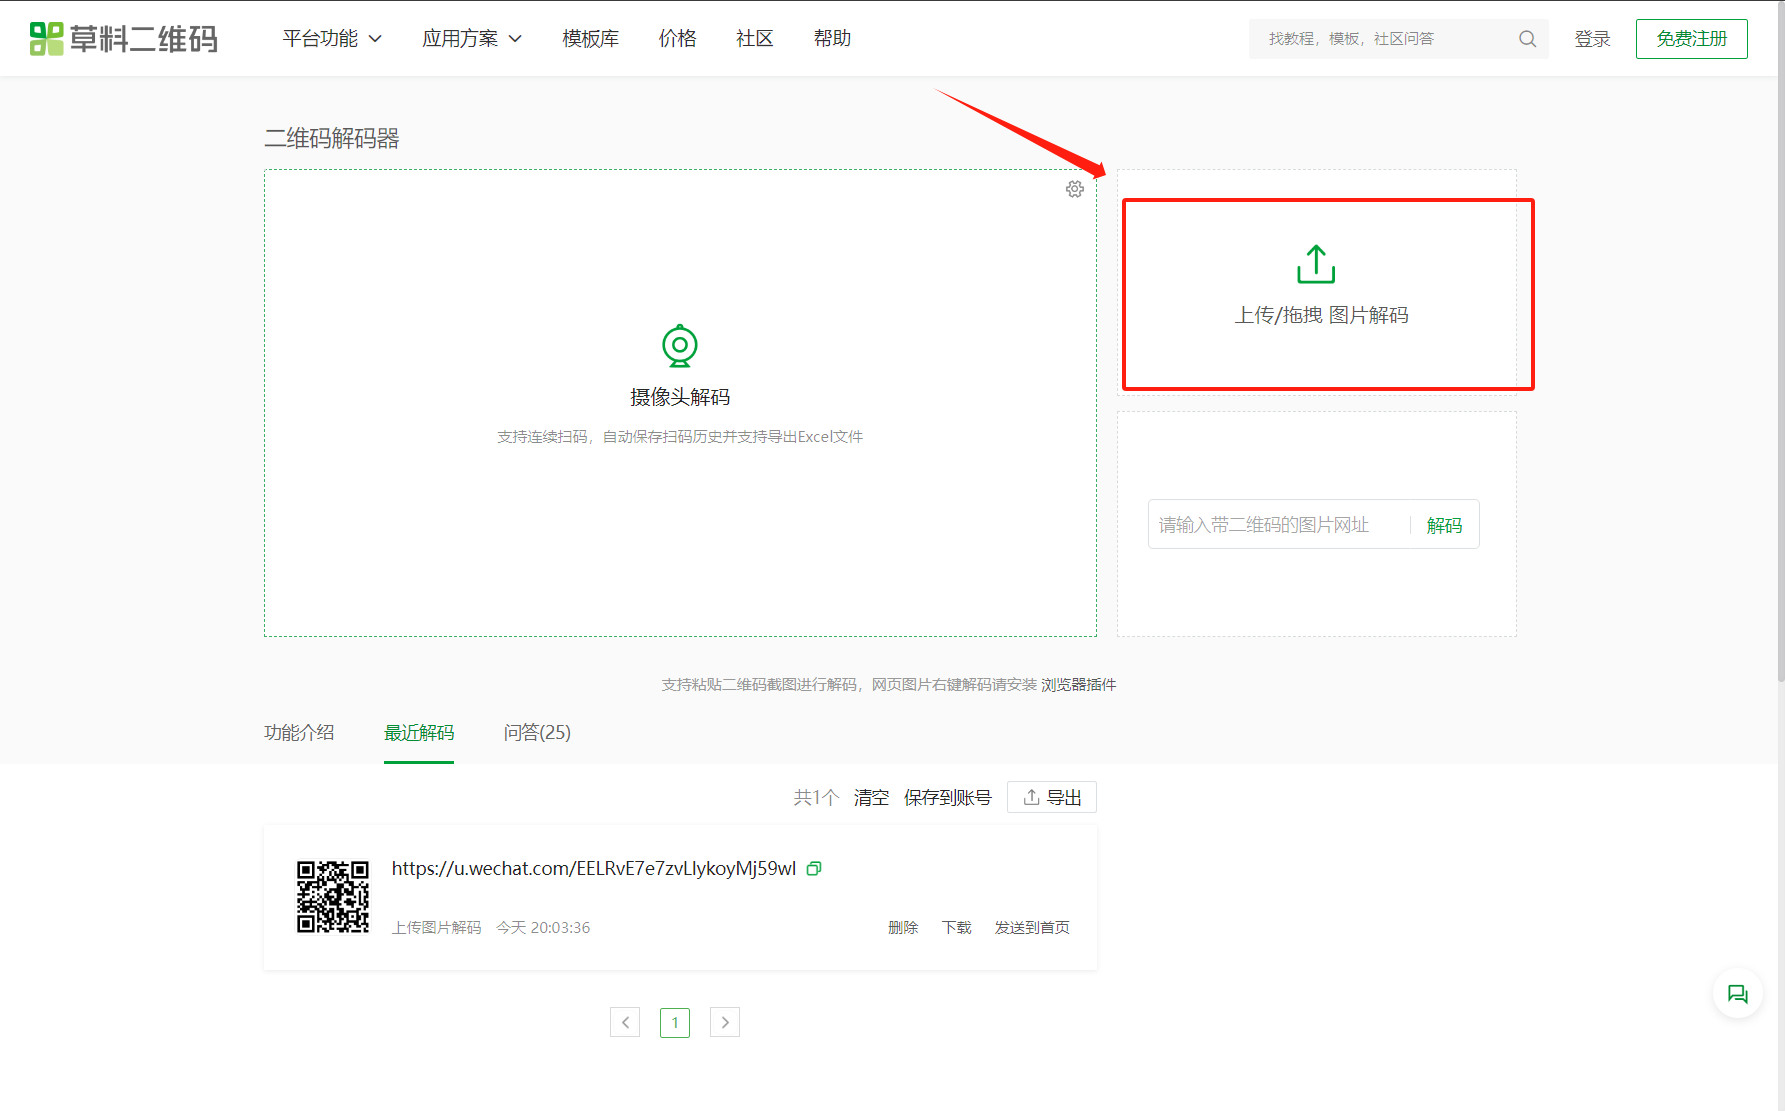 草料二维码
平台功能
应用方案
模板库
价格
社区
帮助
找教程，模板，社区问答
登录
免费注册
二维码解码器
上传/拖拽 图片解码
摄像头解码
支持连续扫码，自动保存扫码历史并支持导出Excel文件
请输入带二维码的图片网址
解码
支持粘贴二维码截图进行解码，网页图片右键解码请安装 浏览器插件
功能介绍
最近解码
问答(25)
共1个
清空
保存到账号
导出
https://u.wechat.com/EELRvE7e7zvLlykoyMj59wI
上传图片解码
今天 20:03:36
删除
下载
发送到首页
1